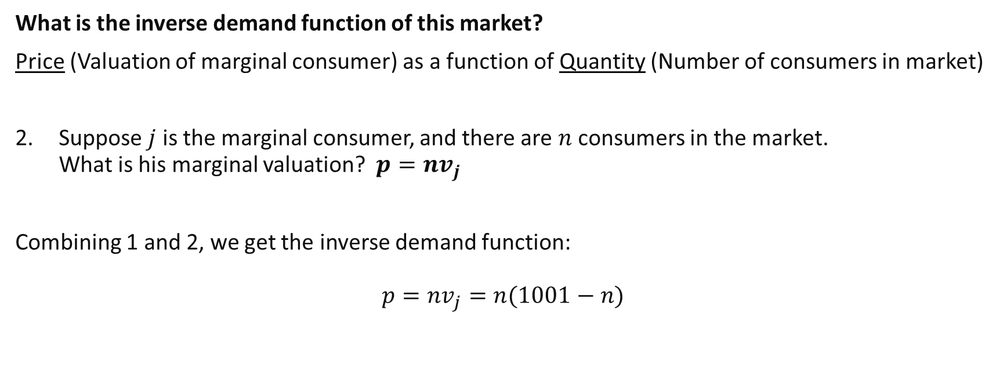 What is the inverse demand function of this market?
Price (Valuation of marginal consumer) as a function of Quantity (Number of consumers in market)
2. Suppose j is the marginal consumer, and there are n consumers in the market.
What is his marginal valuation? p = nv_j
Combining 1 and 2, we get the inverse demand function:
p = nv_j = n(1001 − n)